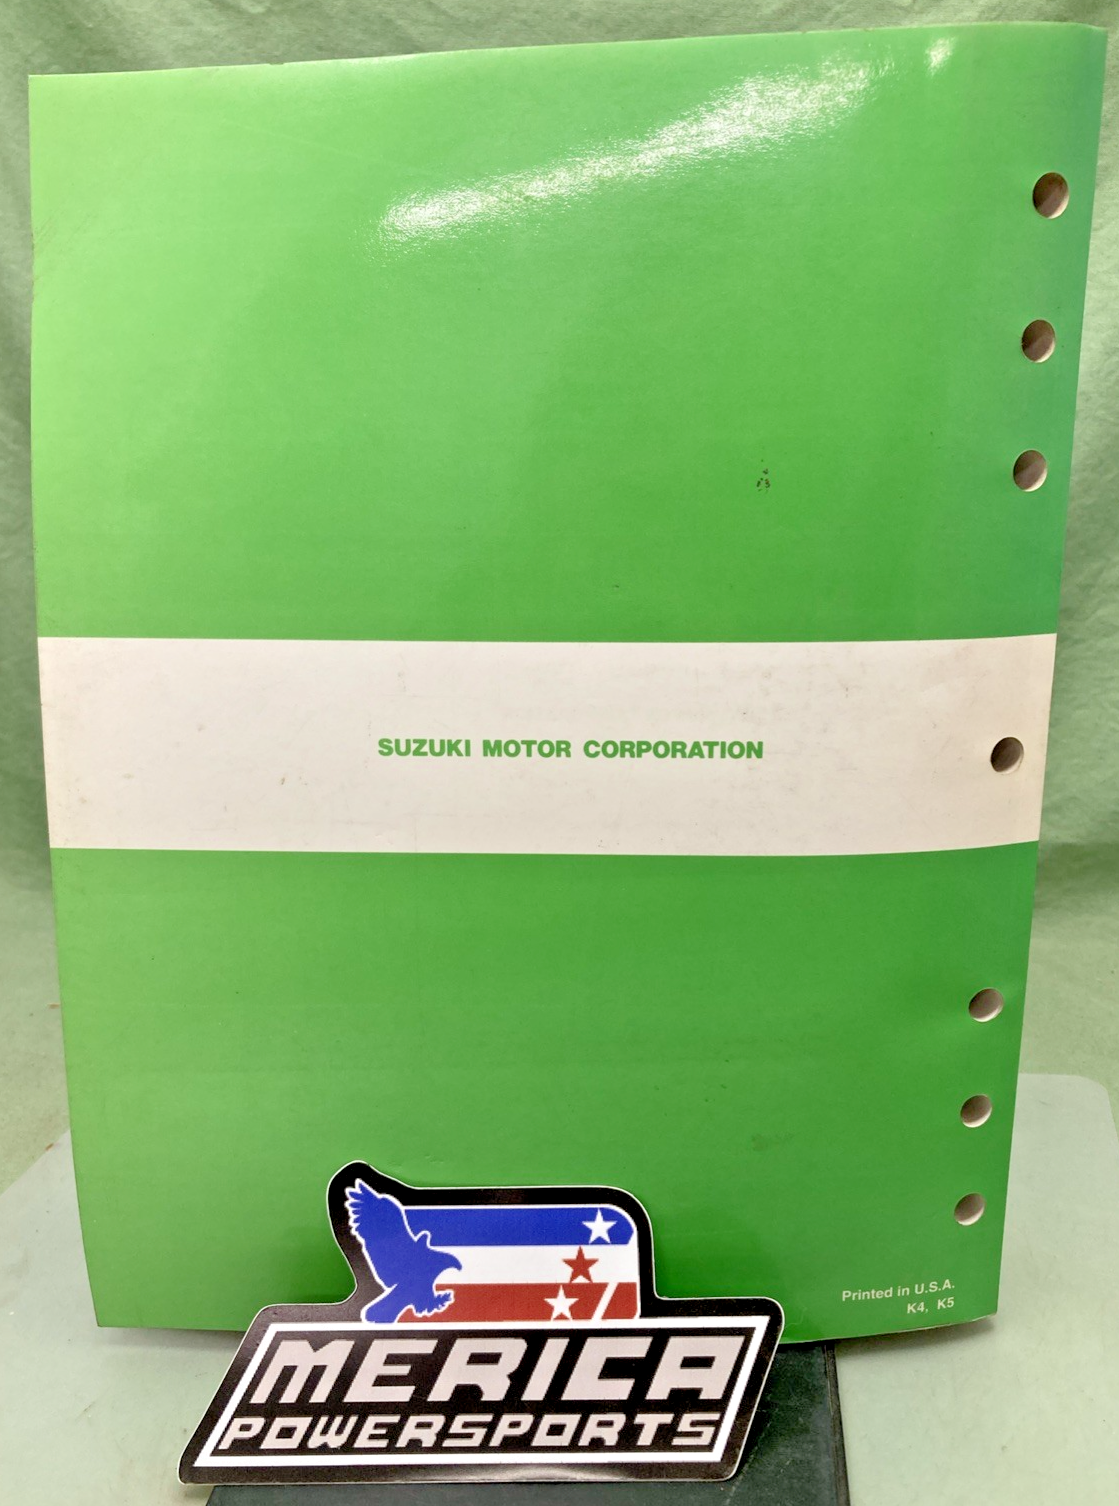 SUZUKI MOTOR CORPORATION
Printed in U.S.A.
K4, K5
MERICA
POWERSPORTS